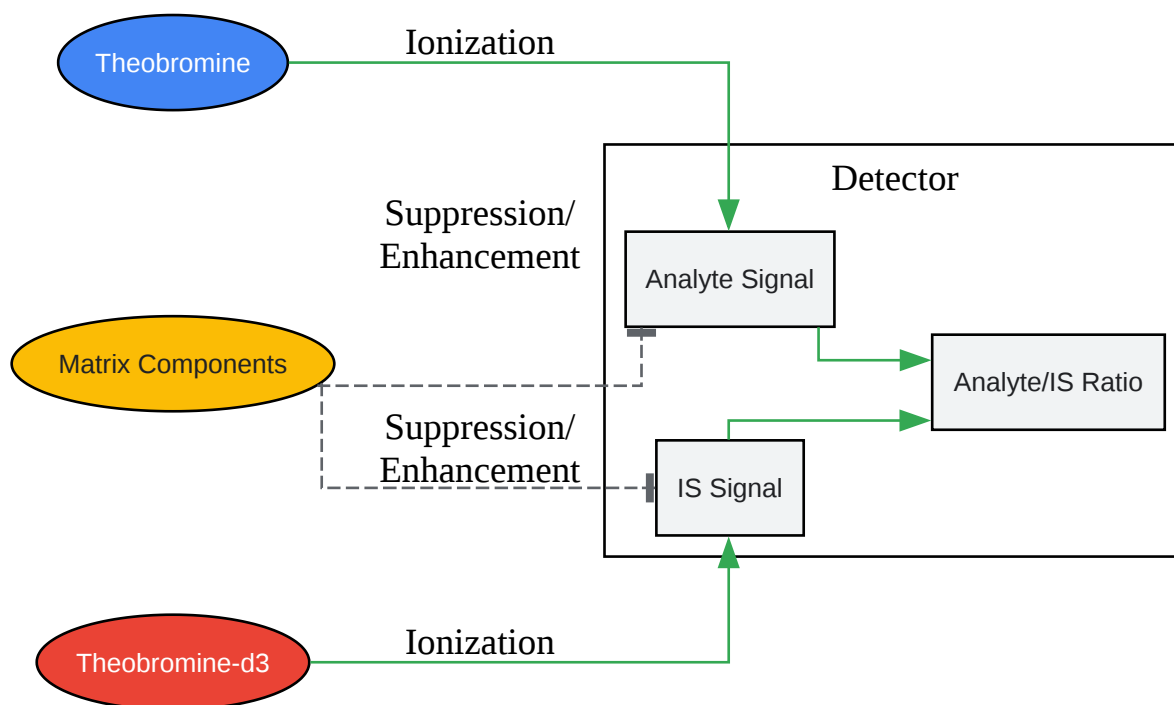 Ionization
Theobromine
Detector
Suppression/
Enhancement
Analyte Signal
Matrix Components
Analyte/IS Ratio
Suppression/
Enhancement
IS Signal
Ionization
Theobromine-d3